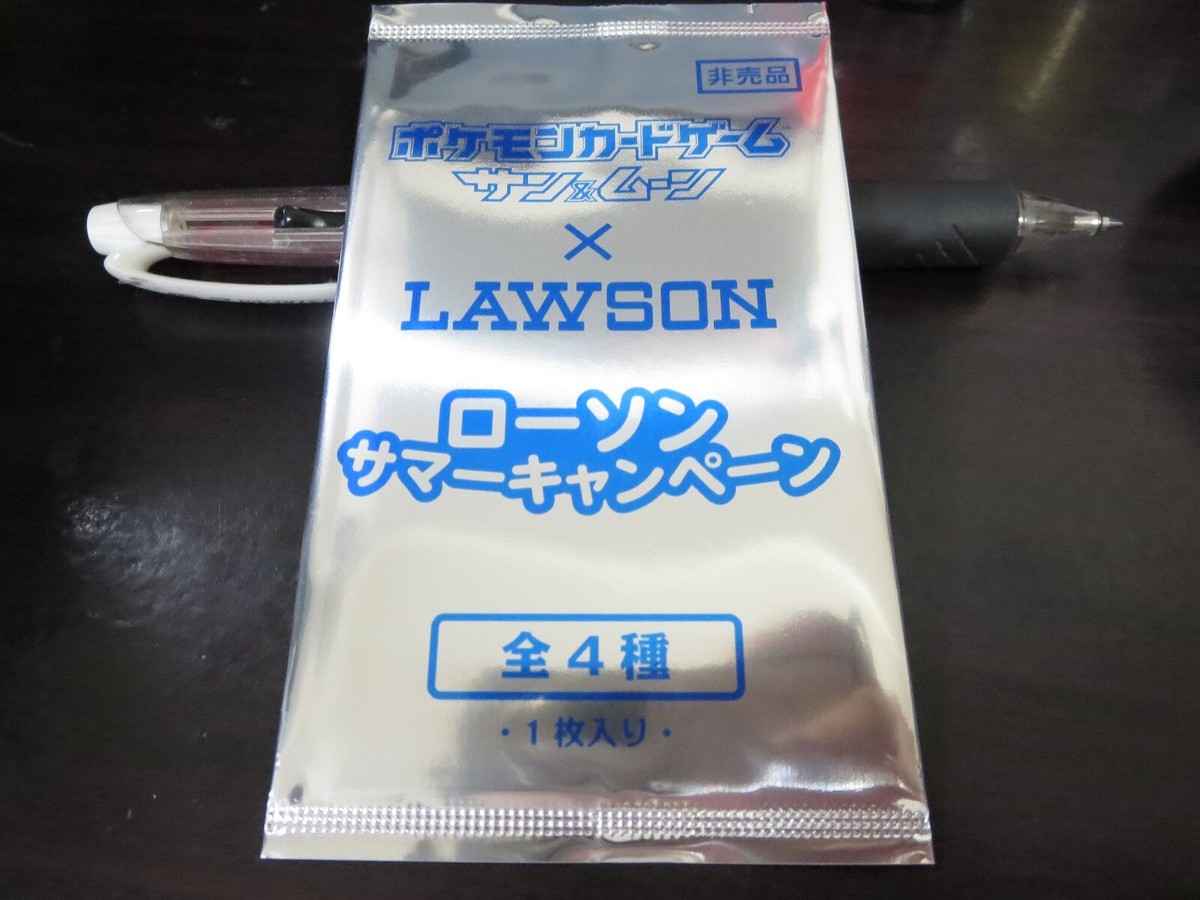 非売品
ポケモンカードゲーム
サン&ムーン
×
LAWSON
ローソン
サマーキャンペーン
全4種
・1枚入り・